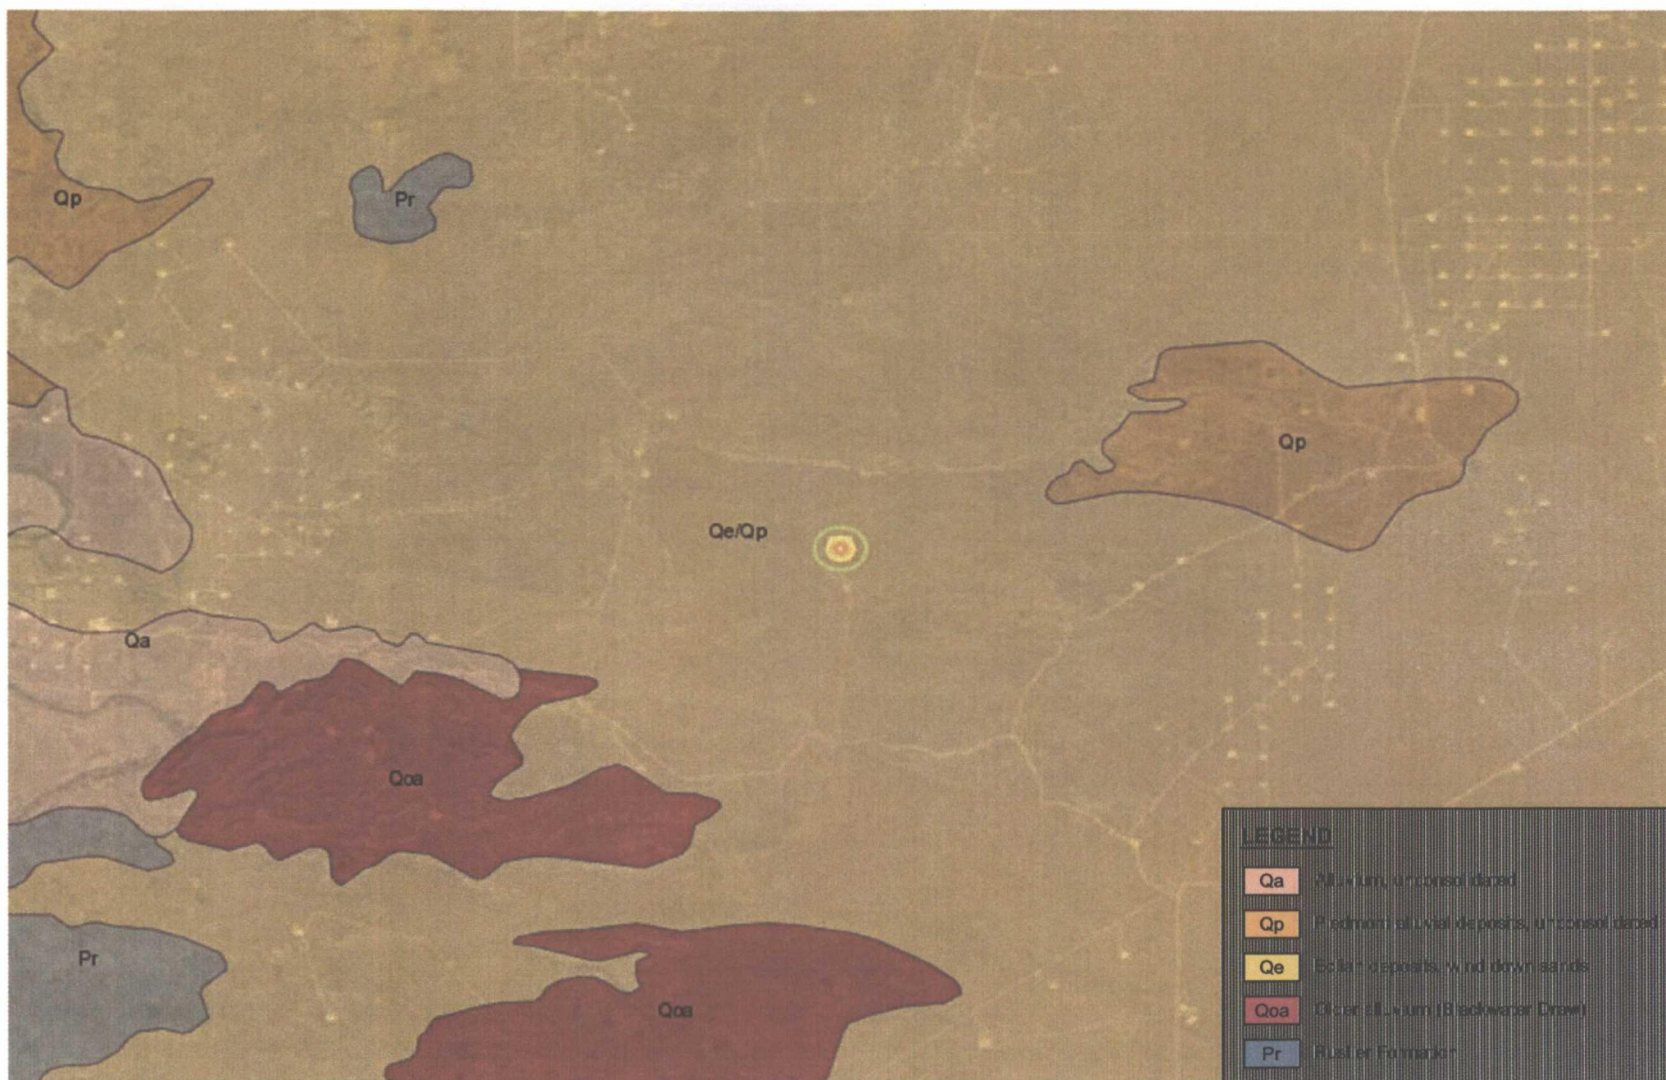 Qp
Pr
Qp
Qe/Qp
Qa
Qoa
Pr
Qoa
LEGEND
Qa Alluvium, unconsolidated
Qp Piedmont alluvial deposits, unconsolidated
Qe Eolian deposits, wind down sands
Qoa Older alluvium (Blackwater Draw)
Pr Rustler Formation